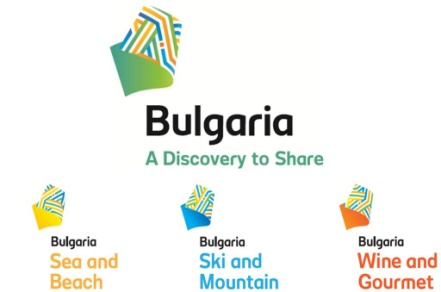 Bulgaria
A Discovery to Share
Bulgaria
Sea and
Beach
Bulgaria
Ski and
Mountain
Bulgaria
Wine and
Gourmet